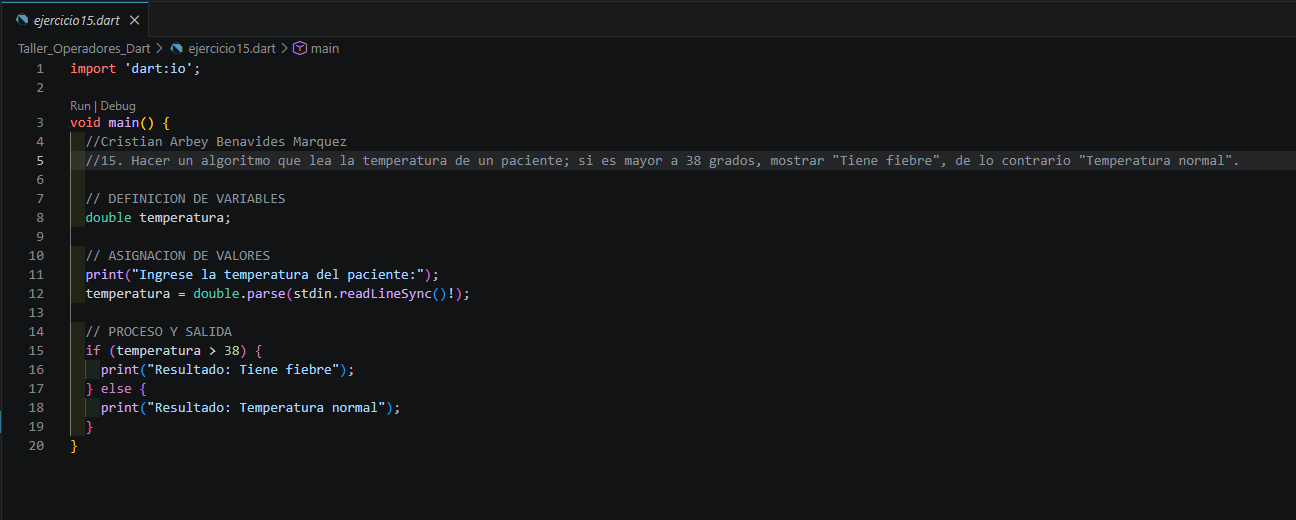 ejercicio15.dart
Taller_Operadores_Dart > ejercicio15.dart > main
1 import 'dart:io';
2
Run | Debug
3 void main() {
4 //Cristian Arbey Benavides Marquez
5 //15. Hacer un algoritmo que lea la temperatura de un paciente; si es mayor a 38 grados, mostrar "Tiene fiebre", de lo contrario "Temperatura normal".
6
7 // DEFINICION DE VARIABLES
8 double temperatura;
9
10 // ASIGNACION DE VALORES
11 print("Ingrese la temperatura del paciente:");
12 temperatura = double.parse(stdin.readLineSync()!);
13
14 // PROCESO Y SALIDA
15 if (temperatura > 38) {
16 print("Resultado: Tiene fiebre");
17 } else {
18 print("Resultado: Temperatura normal");
19 }
20 }